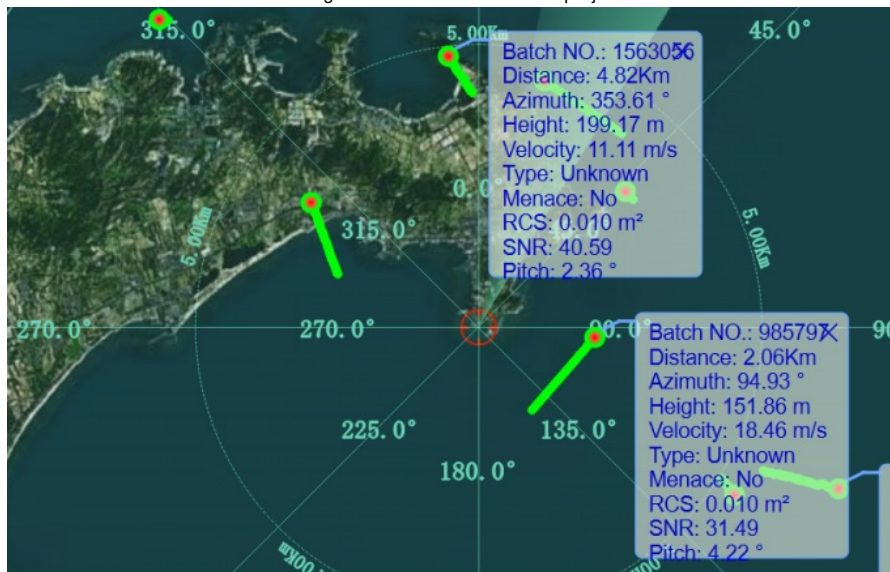 315.0°
5.00Km
45.0°
Batch NO.: 1563056
Distance: 4.82Km
Azimuth: 353.61 °
Height: 199.17 m
Velocity: 11.11 m/s
Type: Unknown
Menace: No
RCS: 0.010 m²
SNR: 40.59
Pitch: 2.36 °
0.0°
315.0°
45.0°
5.00Km
5.00Km
270.0°
270.0°
90.0°
90
Batch NO.: 985797
Distance: 2.06Km
Azimuth: 94.93 °
Height: 151.86 m
Velocity: 18.46 m/s
Type: Unknown
Menace: No
RCS: 0.010 m²
SNR: 31.49
Pitch: 4.22 °
225.0°
135.0°
180.0°